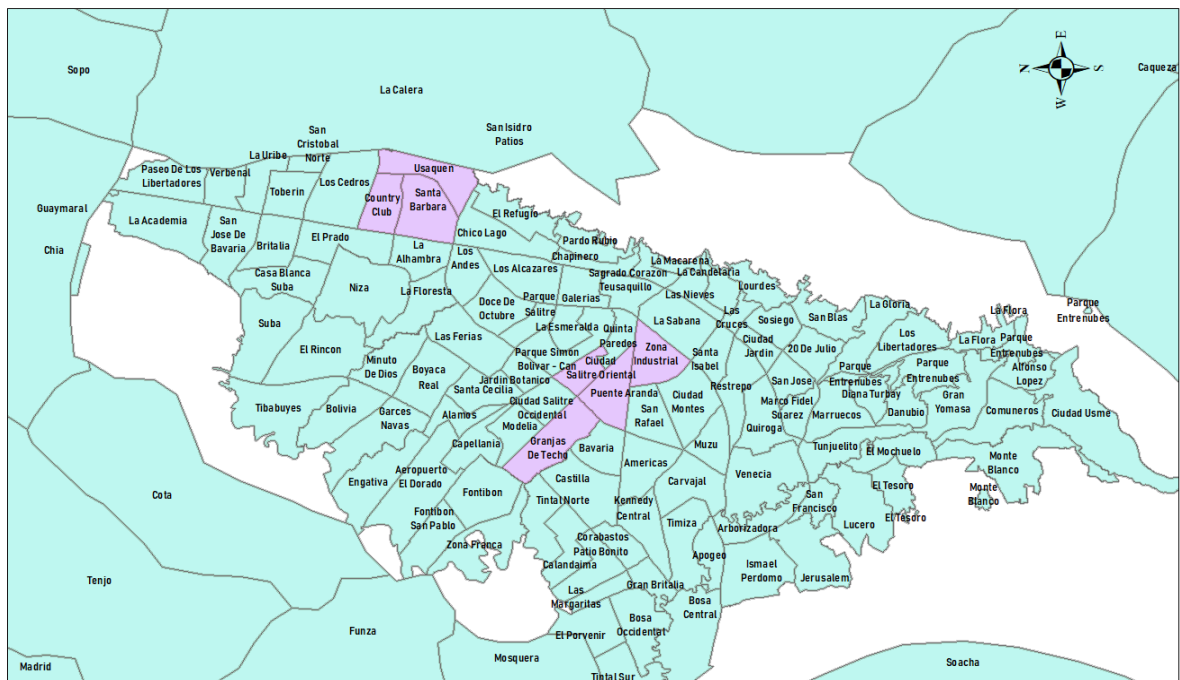 E
N
S
W
Sopo
La Calera
Caqueza
San
Cristobal
Norte
San Isidro
Patios
La Uribe
Paseo De Los
Libertadores
Verbenal
Usaquen
Toberin
Los Cedros
Country
Club
Santa
Barbara
Guaymaral
La Academia
San
Jose De
Bavaria
El Refugio
Chia
Britalia
El Prado
La
Alhambra
Chico Lago
Pardo Rubio
Los
Andes
Chapinero
La Macarena
Casa Blanca
Suba
Niza
La Floresta
Los Alcazares
Sagrado Corazon
Teusaquillo
La Candelaria
Lourdes
Doce De
Octubre
Parque
Salitre
Galerias
Las Nieves
La Gloria
La Flora
Parque
Entrenubes
Suba
La Esmeralda
Quinta
Paredos
La Sabana
Las
Cruces
Sosiego
San Blas
Las Ferias
El Rincon
Minuto
De Dios
Parque Simon
Bolivar - Can
Ciudad
Salitre Oriental
Zona
Industrial
Santa
Isabel
Ciudad
Jardin
20 De Julio
Los
Libertadores
La Flora
Parque
Entrenubes
Boyaca
Real
Jardin Botanico
Santa Cecilia
Puente Aranda
Restrepo
San Jose
Marco Fidel
Suarez
Parque
Entrenubes
Diana Turbay
Parque
Entrenubes
Alfonso
Lopez
Tibabuyes
Bolivia
Garces
Navas
Alamos
Ciudad Salitre
Occidental
Modelia
San
Rafael
Ciudad
Montes
Quiroga
Marruecos
Danubio
Gran
Yomasa
Comuneros
Ciudad Usme
Capellania
Granjas
De Techo
Bavaria
Muzu
Tunjuelito
El Mochuelo
Monte
Blanco
Engativa
Aeropuerto
El Dorado
Fontibon
Castilla
Americas
Carvajal
Venecia
El Tesoro
Monte
Blanco
Cota
Fontibon
San Pablo
Tintal Norte
Kennedy
Central
Timiza
San
Francisco
Lucero
El Tesoro
Arborizadora
Zona Franca
Corabastos
Patio Bonito
Calandaima
Apogeo
Ismael
Perdomo
Jerusalem
Tenjo
Las
Margaritas
Gran Britalia
Bosa
Central
Funza
El Porvenir
Bosa
Occidental
Madrid
Mosquera
Tintal Sur
Soacha